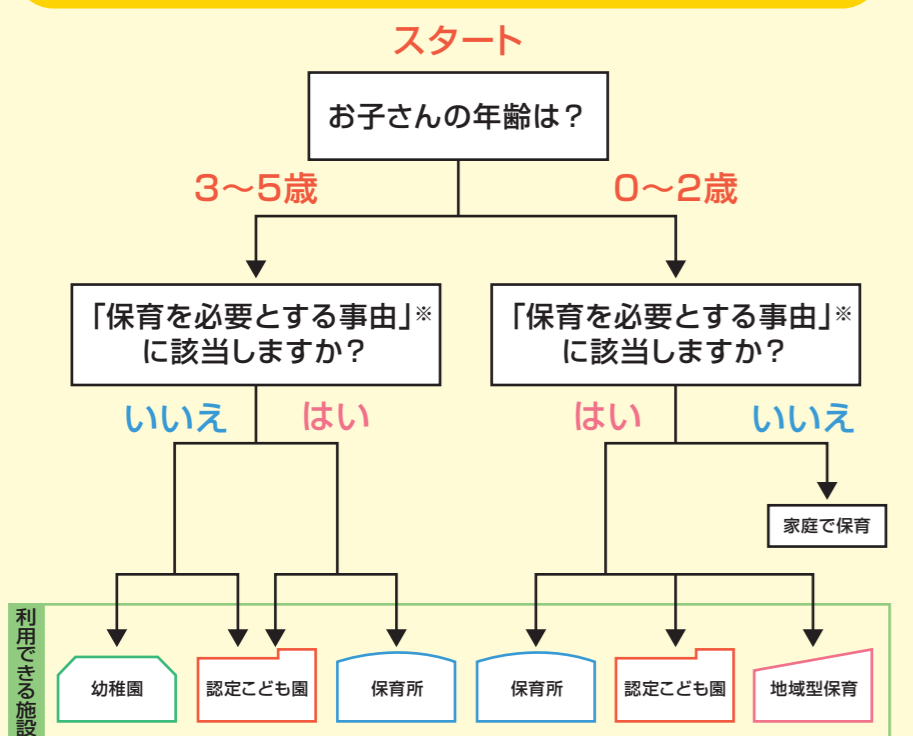 スタート
お子さんの年齢は？
3～5歳
0～2歳
「保育を必要とする事由」※
に該当しますか？
「保育を必要とする事由」※
に該当しますか？
いいえ
はい
はい
いいえ
家庭で保育
利用できる施設
幼稚園
認定こども園
保育所
保育所
認定こども園
地域型保育